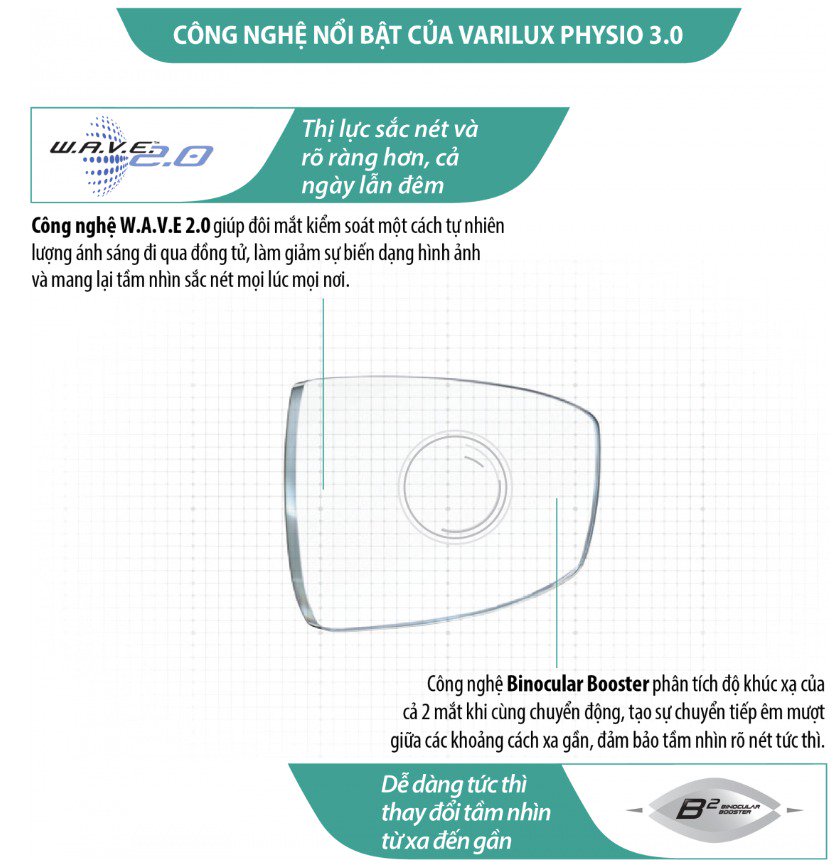 CÔNG NGHỆ NỔI BẬT CỦA VARILUX PHYSIO 3.0
W.A.V.E.™ 2.0
Thị lực sắc nét và
rõ ràng hơn, cả
ngày lẫn đêm
Công nghệ W.A.V.E 2.0 giúp đôi mắt kiểm soát một cách tự nhiên
lượng ánh sáng đi qua đồng tử, làm giảm sự biến dạng hình ảnh
và mang lại tầm nhìn sắc nét mọi lúc mọi nơi.
Công nghệ Binocular Booster phân tích độ khúc xạ của
cả 2 mắt khi cùng chuyển động, tạo sự chuyển tiếp êm mượt
giữa các khoảng cách xa gần, đảm bảo tầm nhìn rõ nét tức thì.
Dễ dàng tức thì
thay đổi tầm nhìn
từ xa đến gần
B² BINOCULAR
BOOSTER